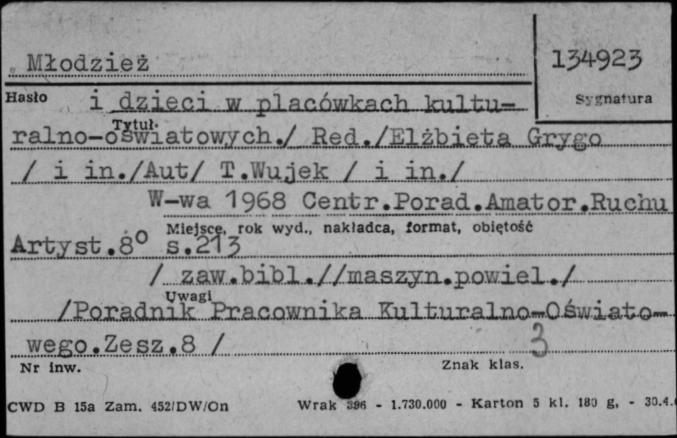 Młodzież
134923
Hasło
Sygnatura
i dzieci w placówkach kultu-
Tytuł
ralno-oświatowych./ Red./Elżbieta Grygo
/ i in./Aut/ T.Wujek / i in./
W-wa 1968 Centr.Porad.Amator.Ruchu
Miejsce, rok wyd., nakładca, format, objętość
Artyst.8° s.213
/ zaw.bibl.//maszyn.powiel./
Uwagi
/Poradnik Pracownika Kulturalno-Oświato-
wego.Zesz.8 /
3
Nr inw.
Znak klas.
CWD B 15a Zam. 452/DW/On
Wrak 396 - 1.730.000 - Karton 5 kl. 180 g, - 30.4.